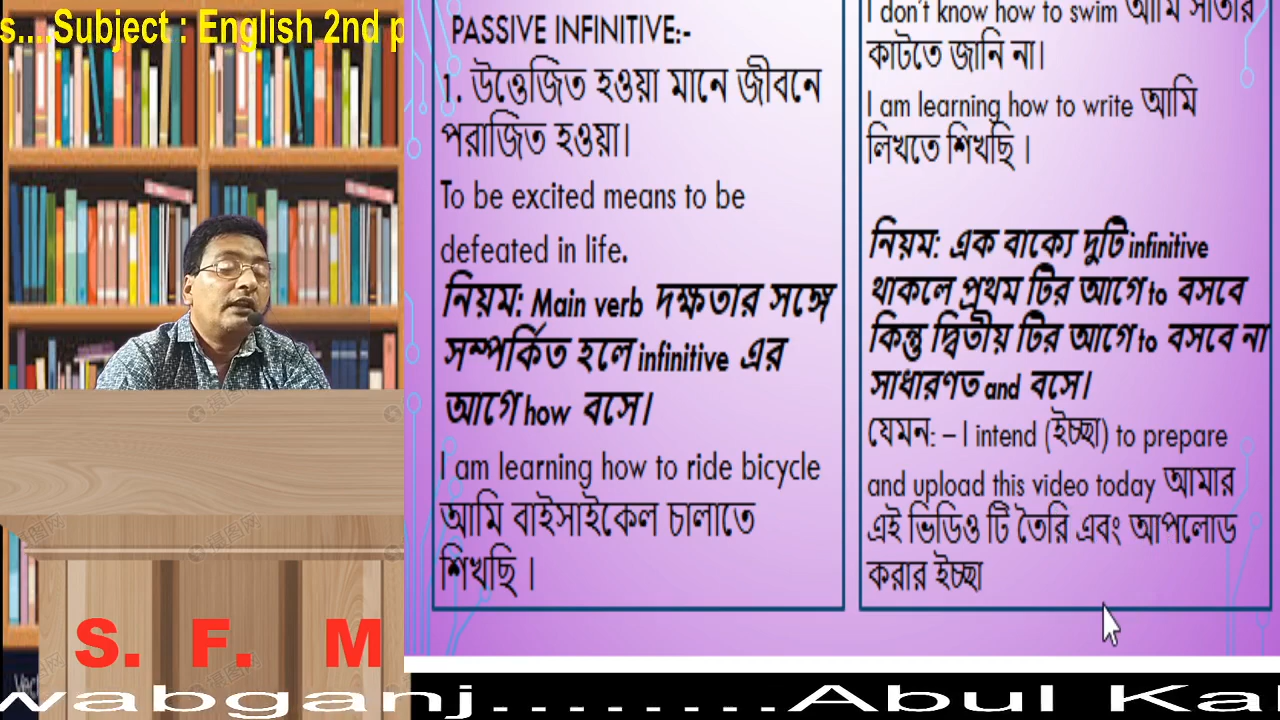 s....Subject : English 2nd p
PASSIVE INFINITIVE:-
1. উত্তেজিত হওয়া মানে জীবনে
পরাজিত হওয়া।
To be excited means to be
defeated in life.
নিয়ম: Main verb দক্ষতার সঙ্গে
সম্পর্কিত হলে infinitive এর
আগে how বসে।
I am learning how to ride bicycle
আমি বাইসাইকেল চালাতে
শিখছি ।
I don't know how to swim আমি সাঁতার
কাটতে জানি না।
I am learning how to write আমি
লিখতে শিখছি ।
নিয়ম: এক বাক্যে দুটি infinitive
থাকলে প্রথম টির আগে to বসবে
কিন্তু দ্বিতীয় টির আগে to বসবে না
সাধারণত and বসে।
যেমন: – I intend (ইচ্ছা) to prepare
and upload this video today আমার
এই ভিডিও টি তৈরি এবং আপলোড
করার ইচ্ছা
S. F. M
wabganj........Abul Kal